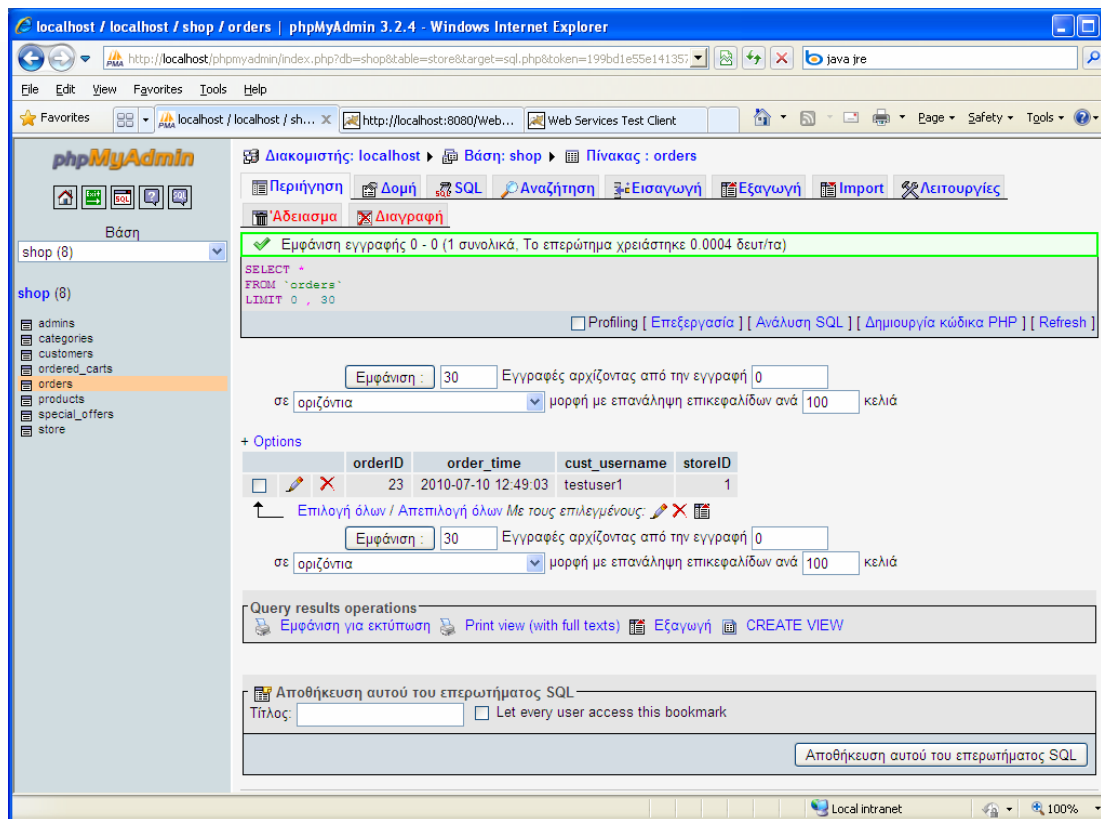 localhost / localhost / shop / orders | phpMyAdmin 3.2.4 - Windows Internet Explorer
http://localhost/phpmyadmin/index.php?db=shop&table=store&target=sql.php&token=199bd1e55e141357
java jre
File Edit View Favorites Tools Help
Favorites
localhost / localhost / sh...
http://localhost:8080/Web...
Web Services Test Client
Page Safety Tools
phpMyAdmin
SQL
Βάση
shop (8)
shop (8)
admins
categories
customers
ordered_carts
orders
products
special_offers
store
Διακομιστής: localhost Βάση: shop Πίνακας : orders
Περιήγηση Δομή SQL Αναζήτηση Εισαγωγή Εξαγωγή Import Λειτουργίες
Άδειασμα Διαγραφή
Εμφάνιση εγγραφής 0 - 0 (1 συνολικά, Το επερώτημα χρειάστηκε 0.0004 δευτ/τα)
SELECT *
FROM `orders`
LIMIT 0 , 30
Profiling [ Επεξεργασία ] [ Ανάλυση SQL ] [ Δημιουργία κώδικα PHP ] [ Refresh ]
Εμφάνιση : 30 Εγγραφές αρχίζοντας από την εγγραφή 0
σε οριζόντια μορφή με επανάληψη επικεφαλίδων ανά 100 κελιά
+ Options
orderID order_time cust_username storeID
23 2010-07-10 12:49:03 testuser1 1
Επιλογή όλων / Απεπιλογή όλων Με τους επιλεγμένους:
Εμφάνιση : 30 Εγγραφές αρχίζοντας από την εγγραφή 0
σε οριζόντια μορφή με επανάληψη επικεφαλίδων ανά 100 κελιά
Query results operations
Εμφάνιση για εκτύπωση Print view (with full texts) Εξαγωγή CREATE VIEW
Αποθήκευση αυτού του επερωτήματος SQL
Τίτλος: Let every user access this bookmark
Αποθήκευση αυτού του επερωτήματος SQL
Local intranet 100%